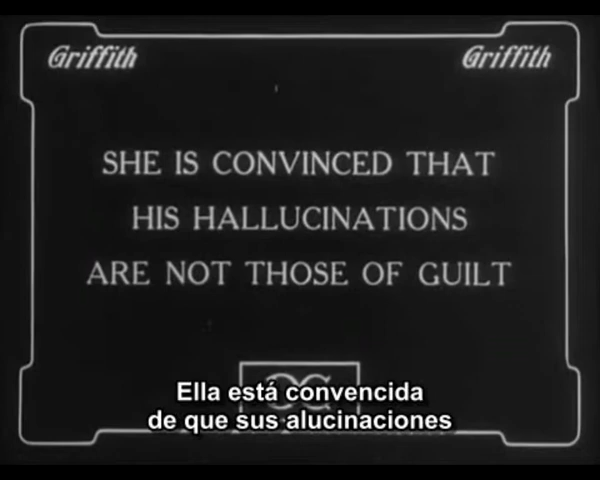 Griffith Griffith
SHE IS CONVINCED THAT
HIS HALLUCINATIONS
ARE NOT THOSE OF GUILT
Ella está convencida
de que sus alucinaciones